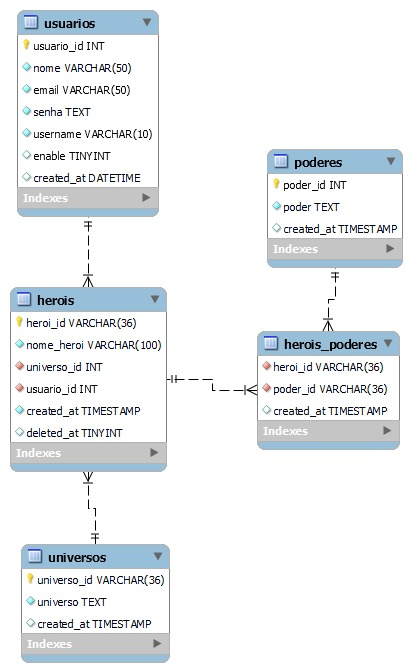 usuarios
usuario_id INT
nome VARCHAR(50)
email VARCHAR(50)
senha TEXT
username VARCHAR(10)
enable TINYINT
created_at DATETIME
Indexes
poderes
poder_id INT
poder TEXT
created_at TIMESTAMP
Indexes
herois
heroi_id VARCHAR(36)
nome_heroi VARCHAR(100)
universo_id INT
usuario_id INT
created_at TIMESTAMP
deleted_at TINYINT
Indexes
herois_poderes
heroi_id VARCHAR(36)
poder_id VARCHAR(36)
created_at TIMESTAMP
Indexes
universos
universo_id VARCHAR(36)
universo TEXT
created_at TIMESTAMP
Indexes